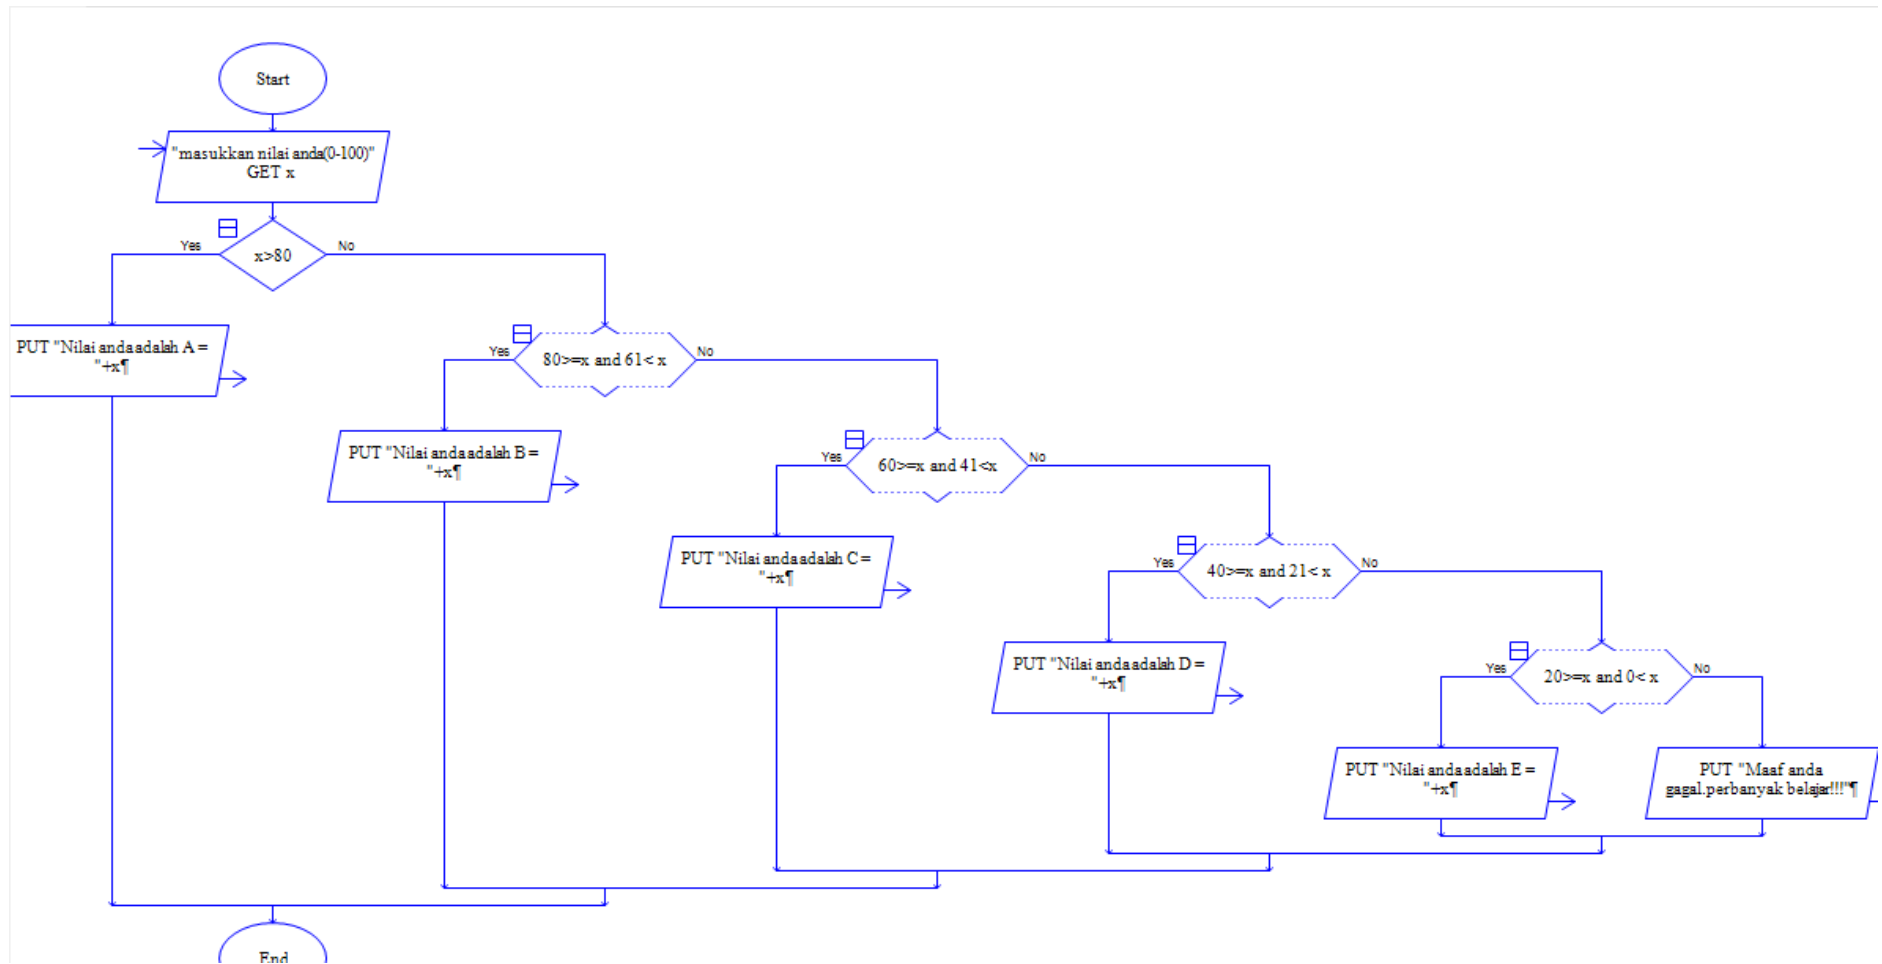 Start
"masukkan nilai anda(0-100)"
GET x
Yes
x>80
No
PUT "Nilai anda adalah A =
"+x¶
Yes
80>=x and 61< x
No
PUT "Nilai anda adalah B =
"+x¶
Yes
60>=x and 41<x
No
PUT "Nilai anda adalah C =
"+x¶
Yes
40>=x and 21< x
No
PUT "Nilai anda adalah D =
"+x¶
Yes
20>=x and 0< x
No
PUT "Nilai anda adalah E =
"+x¶
PUT "Maaf anda
gagal.perbanyak belajar!!!"¶
End